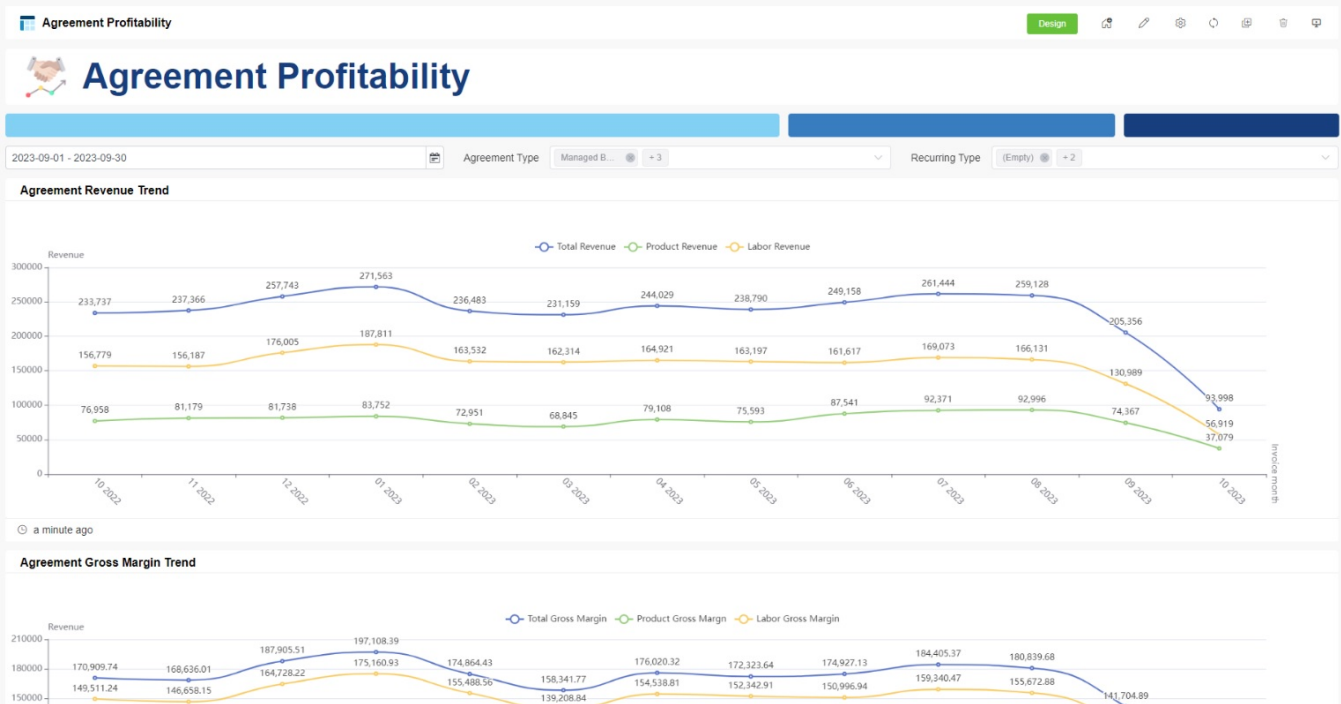 Agreement Profitability
Design
Agreement Profitability
2023-09-01 - 2023-09-30
Agreement Type
Managed B...
+ 3
Recurring Type
(Empty)
+ 2
Agreement Revenue Trend
Total Revenue Product Revenue Labor Revenue
Revenue
300000
250000
200000
150000
100000
50000
0
233,737 237,366 257,743 271,563 236,483 231,159 244,029 238,790 249,158 261,444 259,128 205,356 93,998
156,779 156,187 176,005 187,811 163,532 162,314 164,921 163,197 161,617 169,073 166,131 130,989 56,919
76,958 81,179 81,738 83,752 72,951 68,845 79,108 75,593 87,541 92,371 92,996 74,367 37,079
10 2022 11 2022 12 2022 01 2023 02 2023 03 2023 04 2023 05 2023 06 2023 07 2023 08 2023 09 2023 10 2023
Invoice month
a minute ago
Agreement Gross Margin Trend
Total Gross Margin Product Gross Margn Labor Gross Margin
Revenue
210000
180000
150000
170,909.74 168,636.01 187,905.51 197,108.39 174,864.43 158,341.77 176,020.32 172,323.64 174,927.13 184,405.37 180,839.68 141,704.89
149,511.24 146,658.15 164,728.22 175,160.93 155,488.56 139,208.84 154,538.81 152,342.91 150,996.94 159,340.47 155,672.88